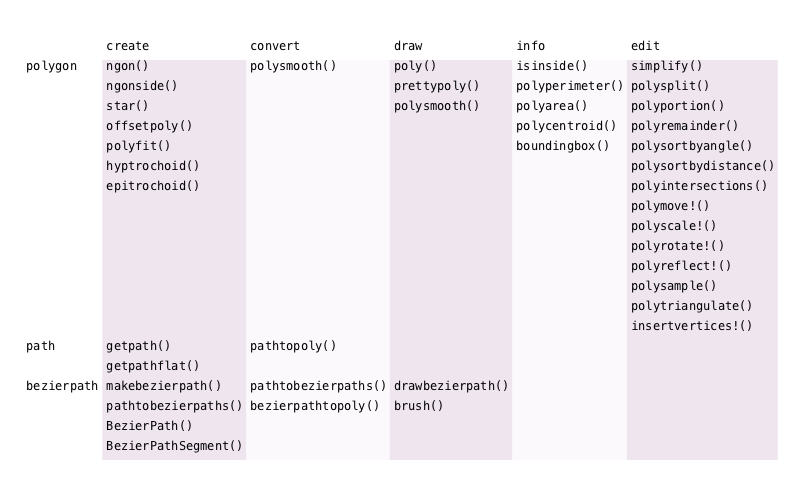 create convert draw info edit
polygon ngon() polysmooth() poly() isinside() simplify()
ngonside() prettypoly() polyperimeter() polysplit()
star() polysmooth() polyarea() polyportion()
offsetpoly() polycentroid() polyremainder()
polyfit() boundingbox() polysortbyangle()
hyptrochoid() polysortbydistance()
epitrochoid() polyintersections()
polymove!()
polyscale!()
polyrotate!()
polyreflect!()
polysample()
polytriangulate()
insertvertices!()
path getpath() pathtopoly()
getpathflat()
bezierpath makebezierpath() pathtobezierpaths() drawbezierpath()
pathtobezierpaths() bezierpathtopoly() brush()
BezierPath()
BezierPathSegment()